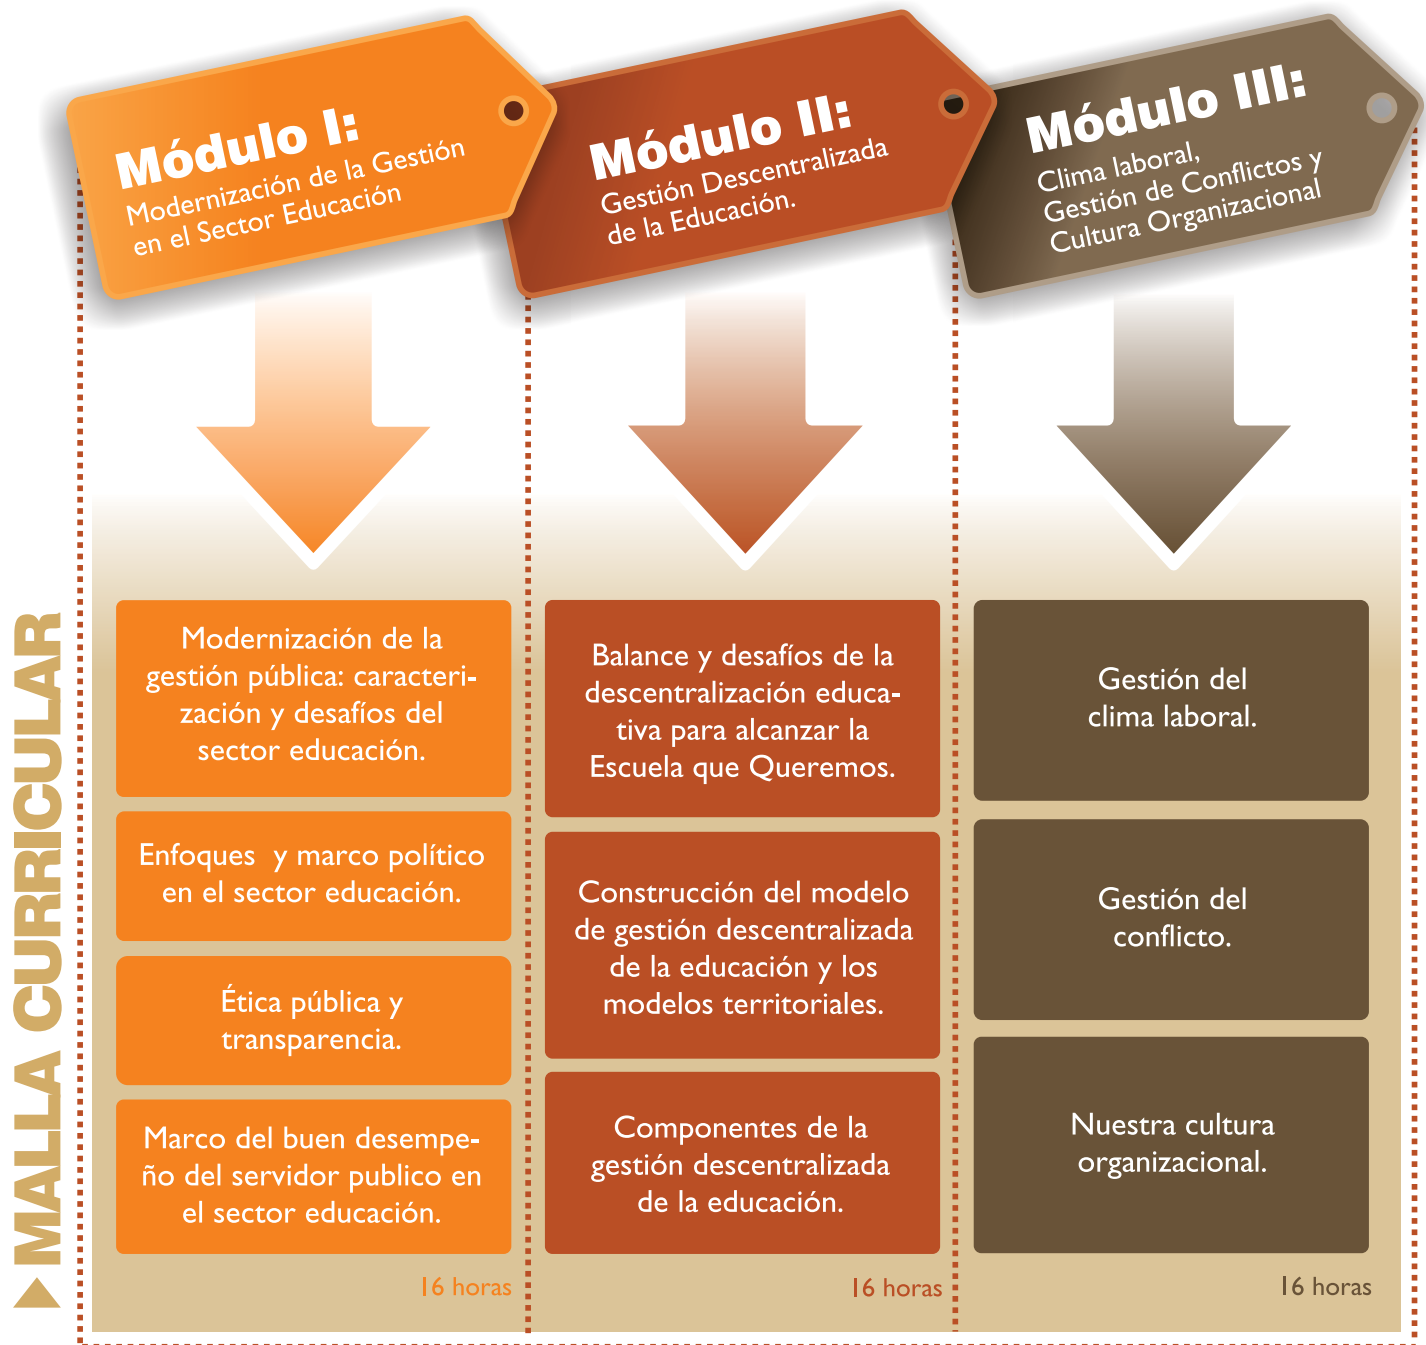 Módulo I:
Modernización de la Gestión
en el Sector Educación
Módulo II:
Gestión Descentralizada
de la Educación.
Módulo III:
Clima laboral,
Gestión de Conflictos y
Cultura Organizacional
MALLA CURRICULAR
Modernización de la
gestión pública: caracteri-
zación y desafíos del
sector educación.
Enfoques  y marco político
en el sector educación.
Ética pública y
transparencia.
Marco del buen desempe-
ño del servidor publico en
el sector educación.
16 horas
Balance y desafíos de la
descentralización educa-
tiva para alcanzar la
Escuela que Queremos.
Construcción del modelo
de gestión descentralizada
de la educación y los
modelos territoriales.
Componentes de la
gestión descentralizada
de la educación.
16 horas
Gestión del
clima laboral.
Gestión del
conflicto.
Nuestra cultura
organizacional.
16 horas